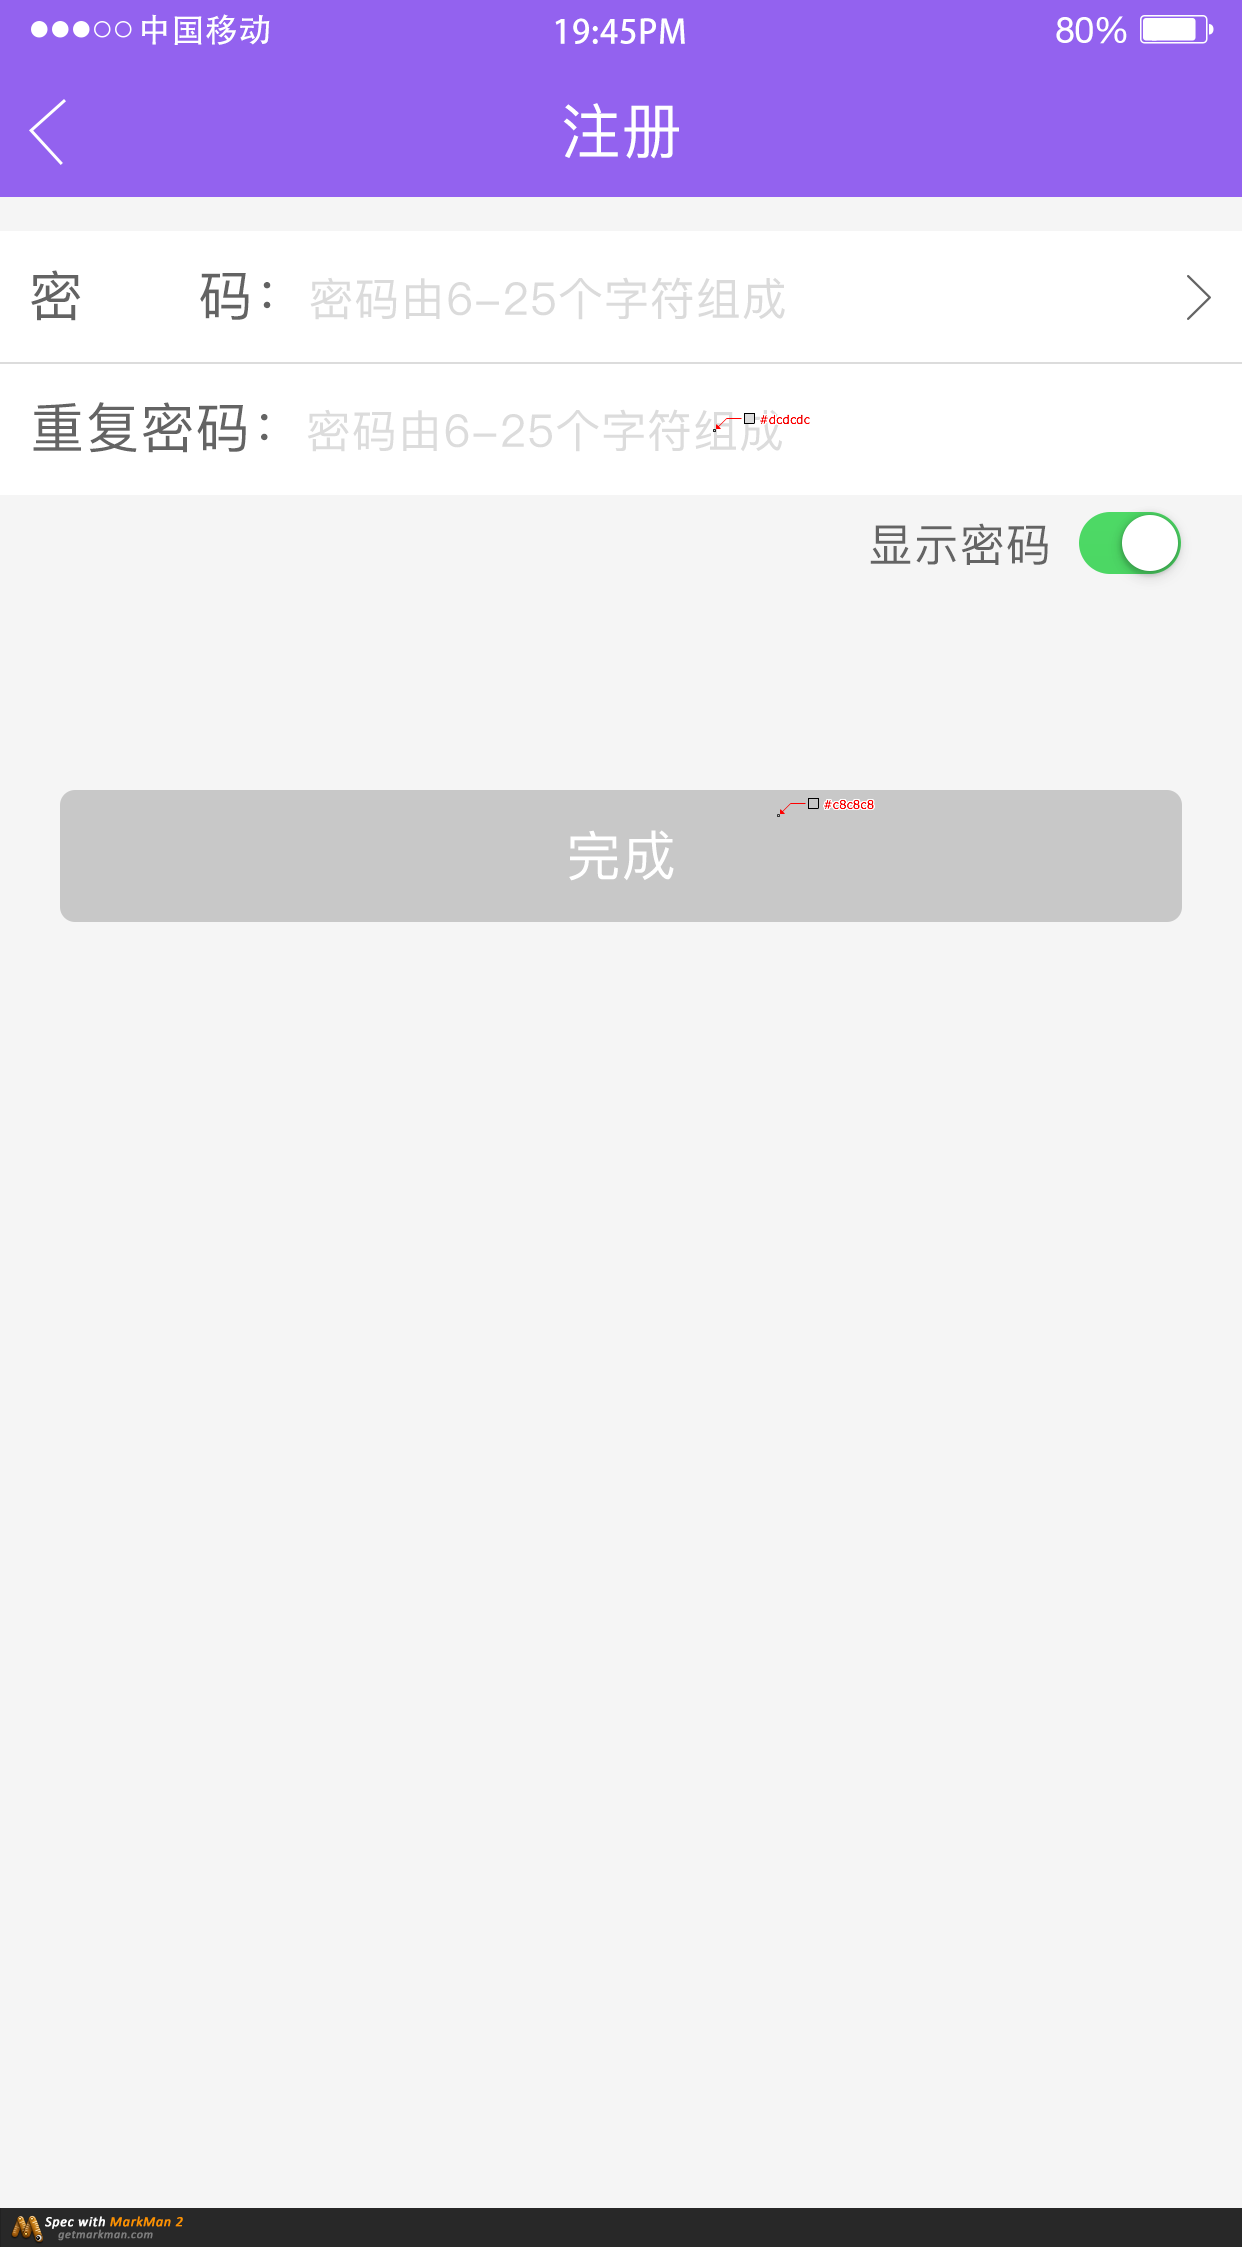 中国移动 19:45PM 80%
注册
密 码： 密码由6-25个字符组成
重复密码： 密码由6-25个字符组成 #dcdcdc
显示密码
#c8c8c8
完成
Spec with MarkMan 2
getmarkman.com